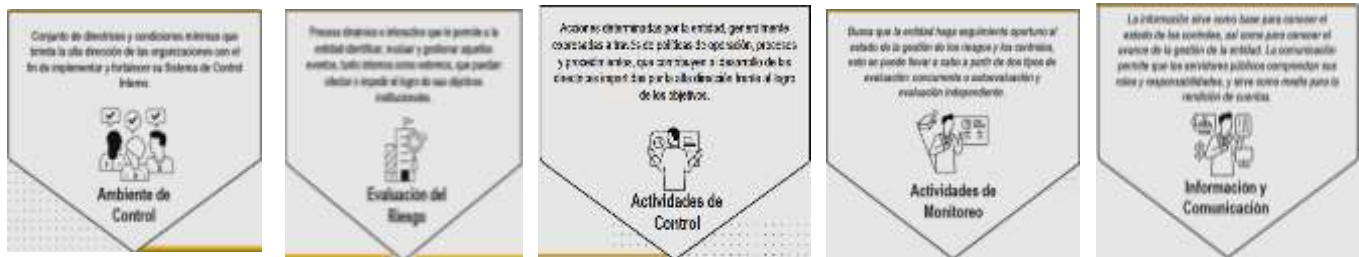 Conjunto de directrices y condiciones mínimas que
brinda la alta dirección de las organizaciones con el
fin de implementar y fortalecer su Sistema de Control
Interno.
Ambiente de
Control
Proceso dinámico e interactivo que le permite a la
entidad identificar, evaluar y gestionar aquellos
eventos, tanto internos como externos, que puedan
afectar o impedir el logro de sus objetivos
institucionales.
Evaluación del
Riesgo
Acciones determinadas por la entidad, generalmente
expresadas a través de políticas de operación, procesos
y procedimientos, que contribuyen al desarrollo de las
directrices impartidas por la alta dirección frente al logro
de los objetivos.
Actividades de
Control
Busca que la entidad haga seguimiento oportuno al
estado de la gestión de los riesgos y los controles,
esto se puede llevar a cabo a partir de dos tipos de
evaluación: concurrente o autoevaluación y
evaluación independiente
Actividades de
Monitoreo
La información sirve como base para conocer el
estado de los controles, así como para conocer el
avance de la gestión de la entidad. La comunicación
permite que los servidores públicos comprendan sus
roles y responsabilidades, y sirve como medio para la
rendición de cuentas.
Información y
Comunicación